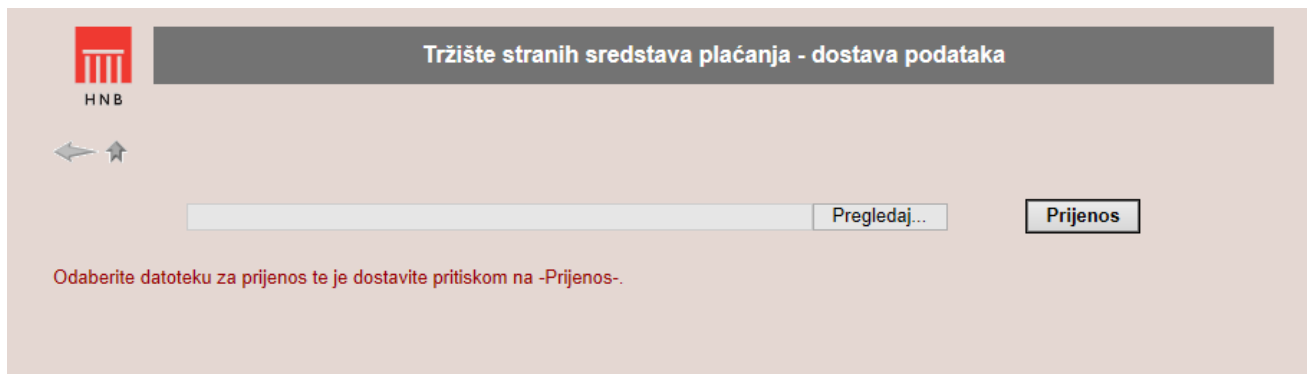 Tržište stranih sredstava plaćanja - dostava podataka
HNB
Pregledaj...
Prijenos
Odaberite datoteku za prijenos te je dostavite pritiskom na -Prijenos-.